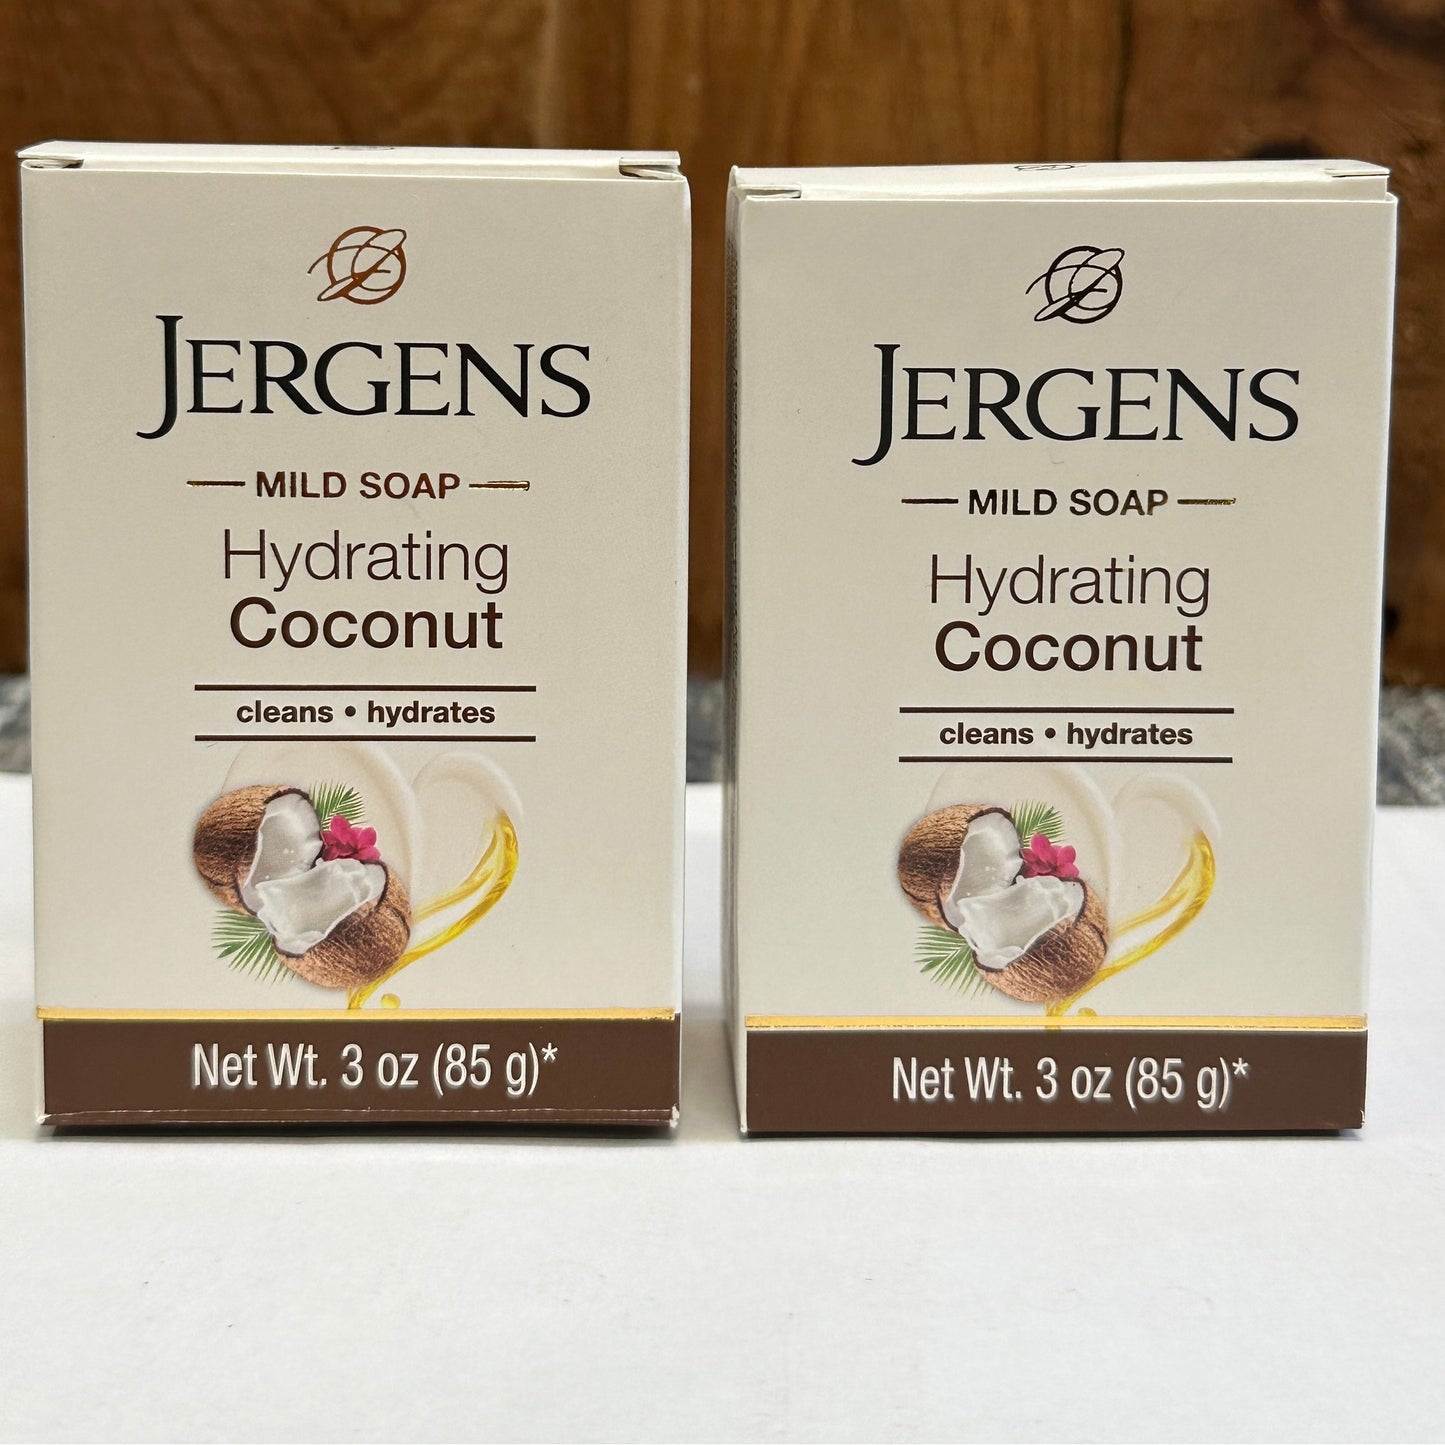 JERGENS
MILD SOAP
Hydrating
Coconut
cleans • hydrates
Net Wt. 3 oz (85 g)*
JERGENS
MILD SOAP
Hydrating
Coconut
cleans • hydrates
Net Wt. 3 oz (85 g)*